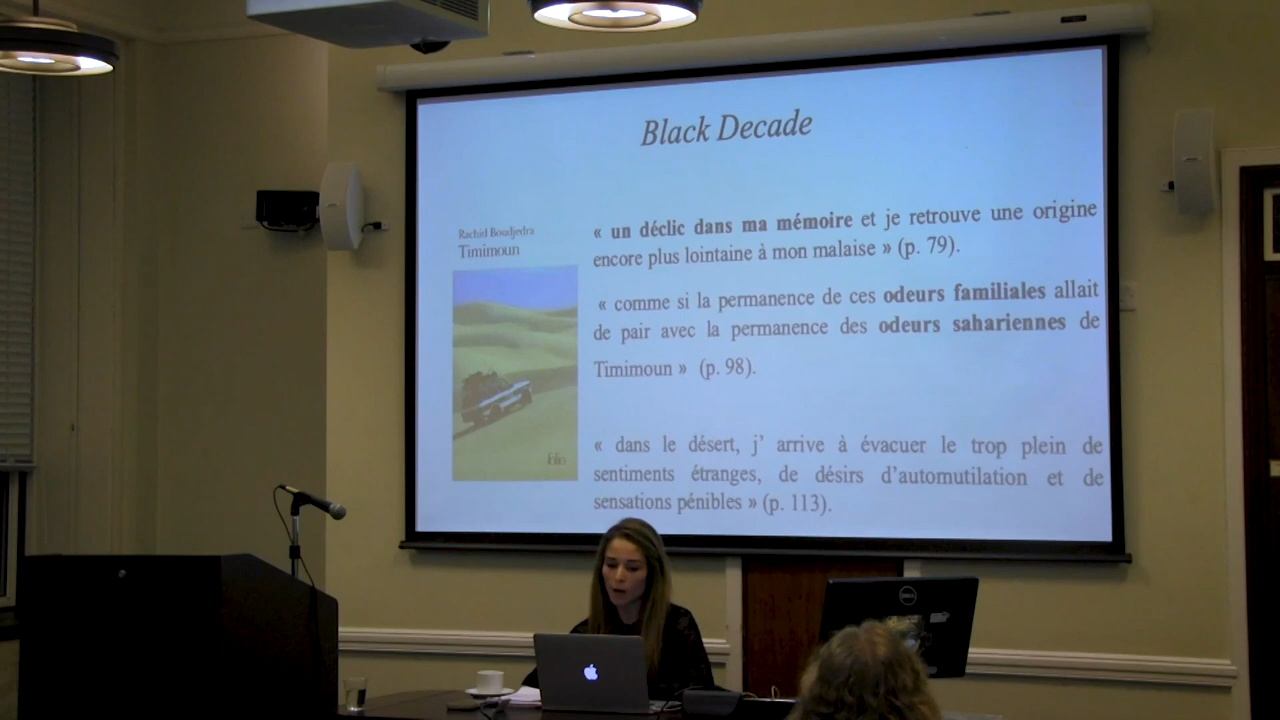 Black Decade
Rachid Boudjedra
Timimoun
folio
« un déclic dans ma mémoire et je retrouve une origine
encore plus lointaine à mon malaise » (p. 79).
« comme si la permanence de ces odeurs familiales allait
de pair avec la permanence des odeurs sahariennes de
Timimoun » (p. 98).
« dans le désert, j' arrive à évacuer le trop plein de
sentiments étranges, de désirs d'automutilation et de
sensations pénibles » (p. 113).
DELL